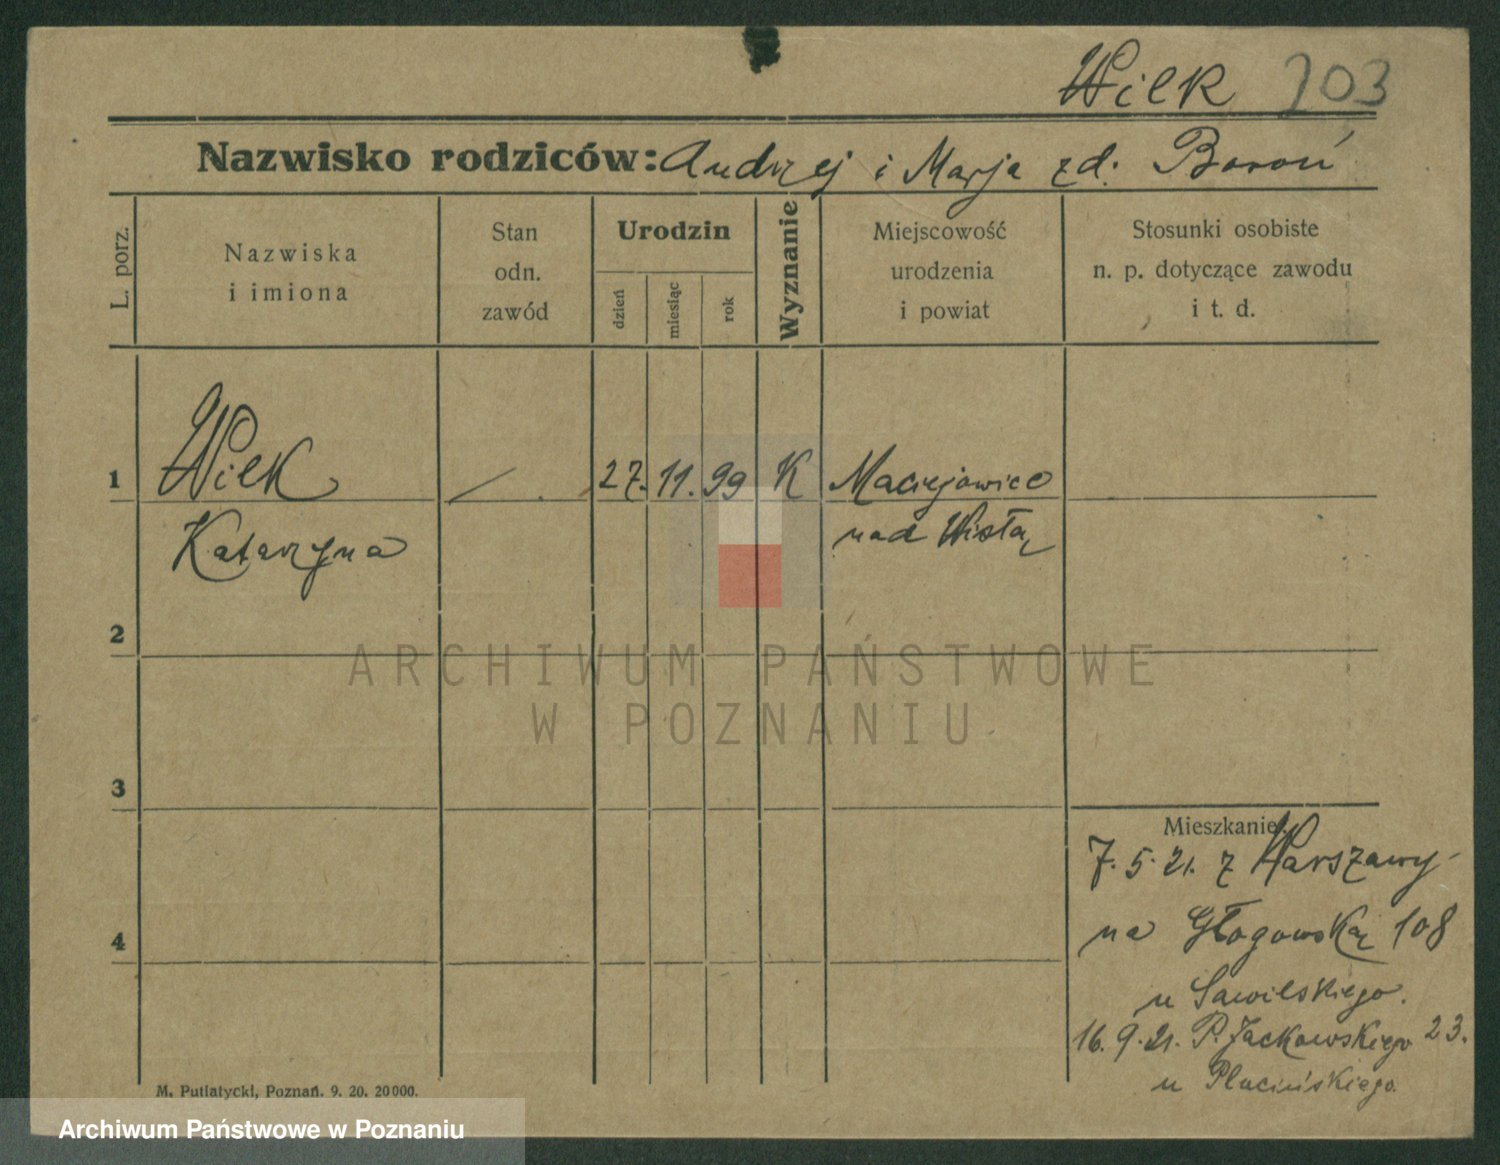 Wilk 203
Nazwisko rodziców: Andrzej i Marja zd. Boroń
L. porz.
Nazwiska
i imiona
Stan
odn.
zawód
Urodzin
dzień
miesiąc
rok
Wyznanie
Miejscowość
urodzenia
i powiat
Stosunki osobiste
n. p. dotyczące zawodu
i t. d.
1 Wilk 27. 11. 99 K Maciejowice
Katarzyna nad Wisłą
2
ARCHIWUM PAŃSTWOWE
W POZNANIU
3
Mieszkanie:
7. 5. 21. z Warszawy
4 na Głogowską 108
u Sawilskiego.
16. 9. 21. P. Jackowskiego 23.
u Plucińskiego.
M. Putiatycki, Poznań. 9. 20. 20000.
Archiwum Państwowe w Poznaniu